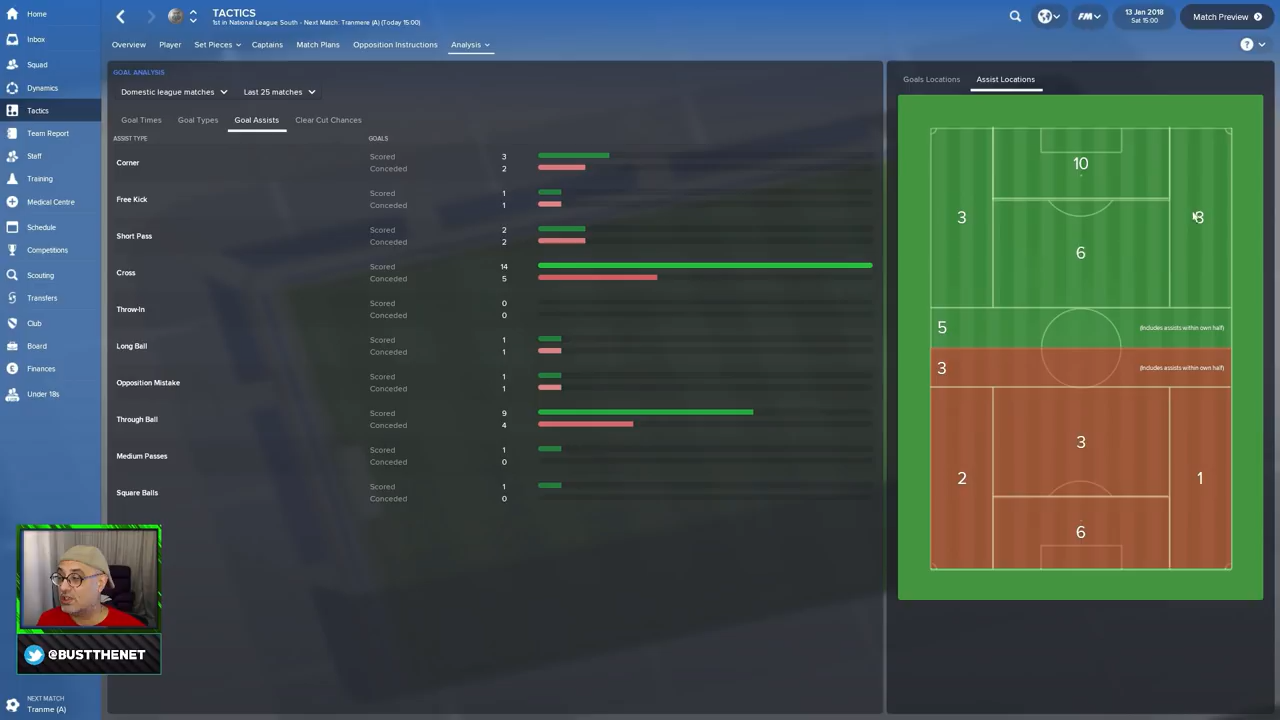 Home
Inbox
Squad
Dynamics
Tactics
Team Report
Staff
Training
Medical Centre
Schedule
Competitions
Scouting
Transfers
Club
Board
Finances
Under 18s
@BUSTTHENET
NEXT MATCH
Tranme (A)
TACTICS
1st in National League South - Next Match: Tranmere (A) (Today 15:00)
FM
13 Jan 2018
Sat 15:00
Match Preview
Overview Player Set Pieces Captains Match Plans Opposition Instructions Analysis
?
GOAL ANALYSIS
Domestic league matches Last 25 matches
Goal Times Goal Types Goal Assists Clear Cut Chances
ASSIST TYPE GOALS
Corner
Scored 3
Conceded 2
Free Kick
Scored 1
Conceded 1
Short Pass
Scored 2
Conceded 2
Cross
Scored 14
Conceded 5
Throw-In
Scored 0
Conceded 0
Long Ball
Scored 1
Conceded 1
Opposition Mistake
Scored 1
Conceded 1
Through Ball
Scored 9
Conceded 4
Medium Passes
Scored 1
Conceded 0
Square Balls
Scored 1
Conceded 0
Goals Locations Assist Locations
10
3
6
5 (Includes assists within own half)
3 (Includes assists within own half)
3
2 1
6